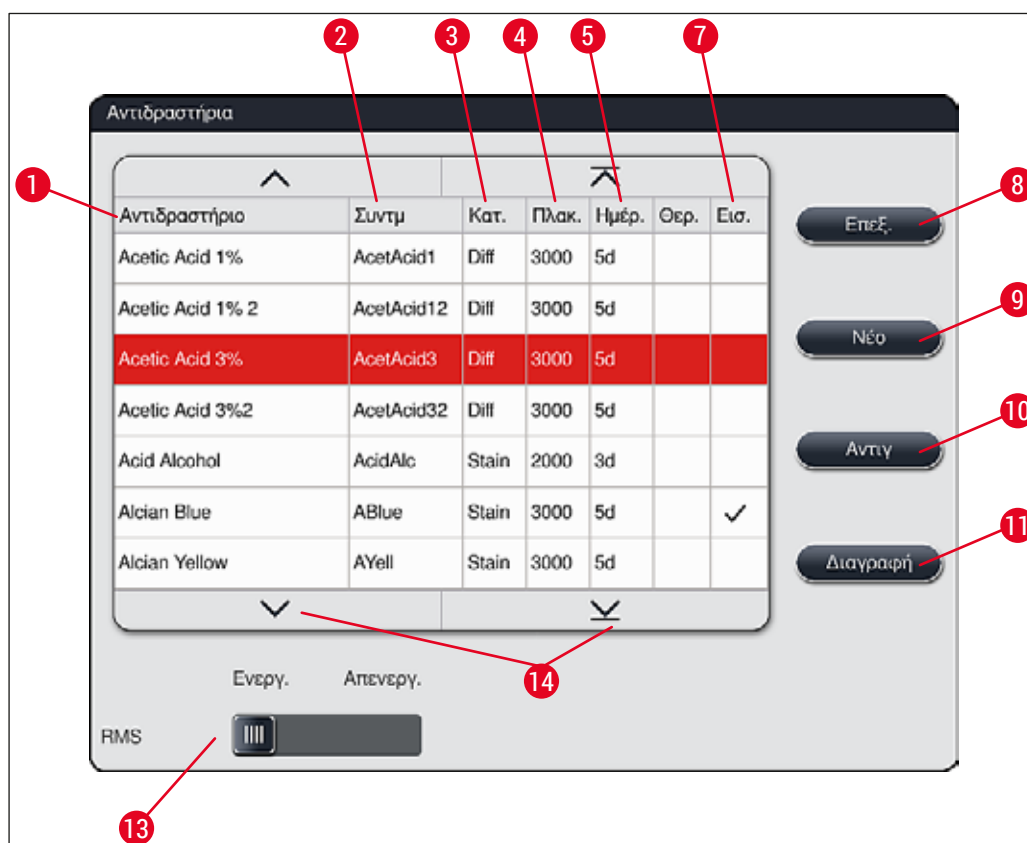 2 3 4 5 7
Αντιδραστήρια
1
8
Αντιδραστήριο Συντμ Κατ. Πλακ. Ημέρ. Θερ. Εισ.
Επεξ.
Acetic Acid 1% AcetAcid1 Diff 3000 5d
Acetic Acid 1% 2 AcetAcid12 Diff 3000 5d
9
Νέο
Acetic Acid 3% AcetAcid3 Diff 3000 5d
Acetic Acid 3%2 AcetAcid32 Diff 3000 5d
10
Αντιγ
Acid Alcohol AcidAlc Stain 2000 3d
Alcian Blue ABlue Stain 3000 5d ✓
11
Alcian Yellow AYell Stain 3000 5d
Διαγραφή
14
Ενεργ. Απενεργ.
RMS
13